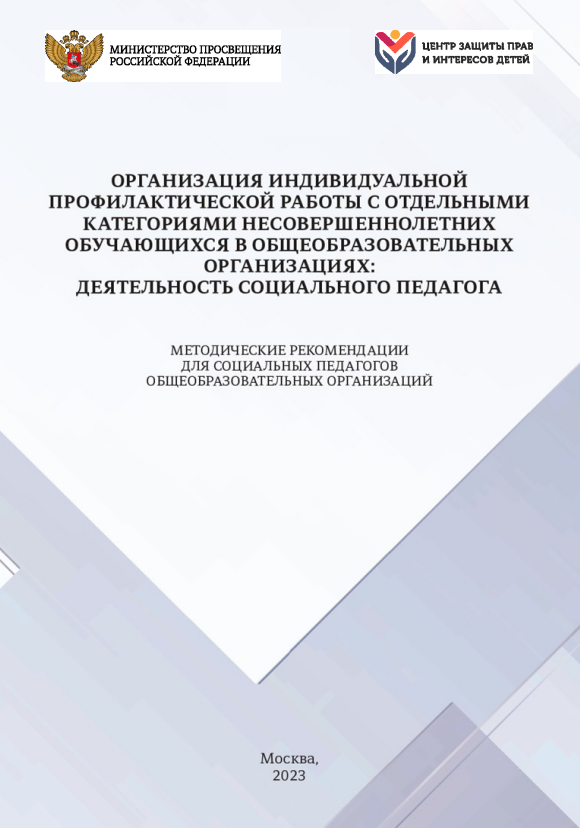 МИНИСТЕРСТВО ПРОСВЕЩЕНИЯ
РОССИЙСКОЙ ФЕДЕРАЦИИ
ЦЕНТР ЗАЩИТЫ ПРАВ
И ИНТЕРЕСОВ ДЕТЕЙ
ОРГАНИЗАЦИЯ ИНДИВИДУАЛЬНОЙ
ПРОФИЛАКТИЧЕСКОЙ РАБОТЫ С ОТДЕЛЬНЫМИ
КАТЕГОРИЯМИ НЕСОВЕРШЕННОЛЕТНИХ
ОБУЧАЮЩИХСЯ В ОБЩЕОБРАЗОВАТЕЛЬНЫХ
ОРГАНИЗАЦИЯХ:
ДЕЯТЕЛЬНОСТЬ СОЦИАЛЬНОГО ПЕДАГОГА
МЕТОДИЧЕСКИЕ РЕКОМЕНДАЦИИ
ДЛЯ СОЦИАЛЬНЫХ ПЕДАГОГОВ
ОБЩЕОБРАЗОВАТЕЛЬНЫХ ОРГАНИЗАЦИЙ
Москва,
2023